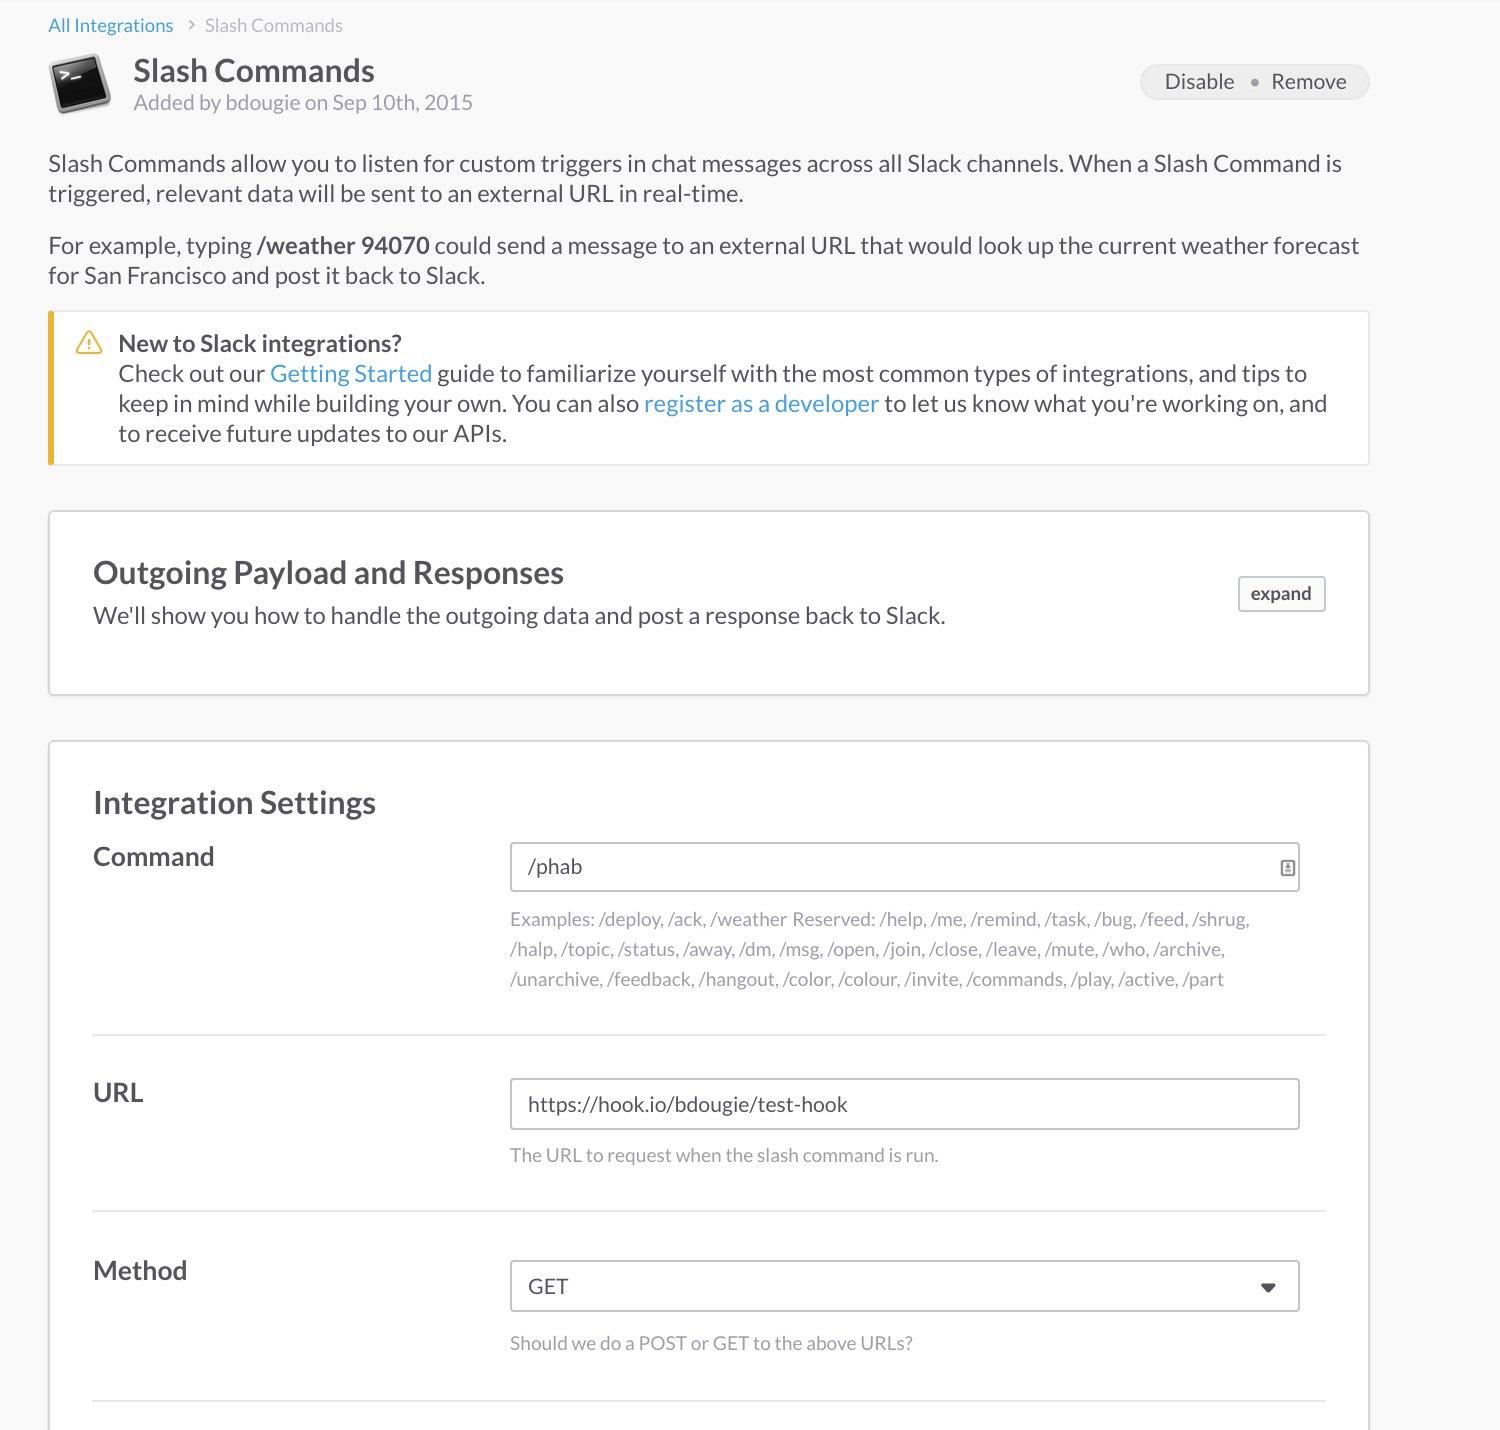 All Integrations > Slash Commands
>_
Slash Commands
Added by bdougie on Sep 10th, 2015
Disable • Remove
Slash Commands allow you to listen for custom triggers in chat messages across all Slack channels. When a Slash Command is
triggered, relevant data will be sent to an external URL in real-time.
For example, typing /weather 94070 could send a message to an external URL that would look up the current weather forecast
for San Francisco and post it back to Slack.
New to Slack integrations?
Check out our Getting Started guide to familiarize yourself with the most common types of integrations, and tips to
keep in mind while building your own. You can also register as a developer to let us know what you're working on, and
to receive future updates to our APIs.
Outgoing Payload and Responses
We'll show you how to handle the outgoing data and post a response back to Slack.
expand
Integration Settings
Command
/phab
Examples: /deploy, /ack, /weather Reserved: /help, /me, /remind, /task, /bug, /feed, /shrug,
/halp, /topic, /status, /away, /dm, /msg, /open, /join, /close, /leave, /mute, /who, /archive,
/unarchive, /feedback, /hangout, /color, /colour, /invite, /commands, /play, /active, /part
URL
https://hook.io/bdougie/test-hook
The URL to request when the slash command is run.
Method
GET
Should we do a POST or GET to the above URLs?